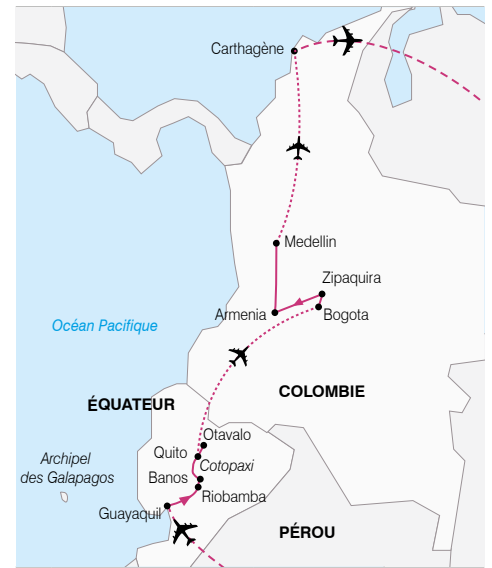 Carthagène
Medellin
Zipaquira
Armenia
Bogota
Océan Pacifique
COLOMBIE
ÉQUATEUR
Otavalo
Quito
Cotopaxi
Archipel
des Galapagos
Banos
Riobamba
Guayaquil
PÉROU